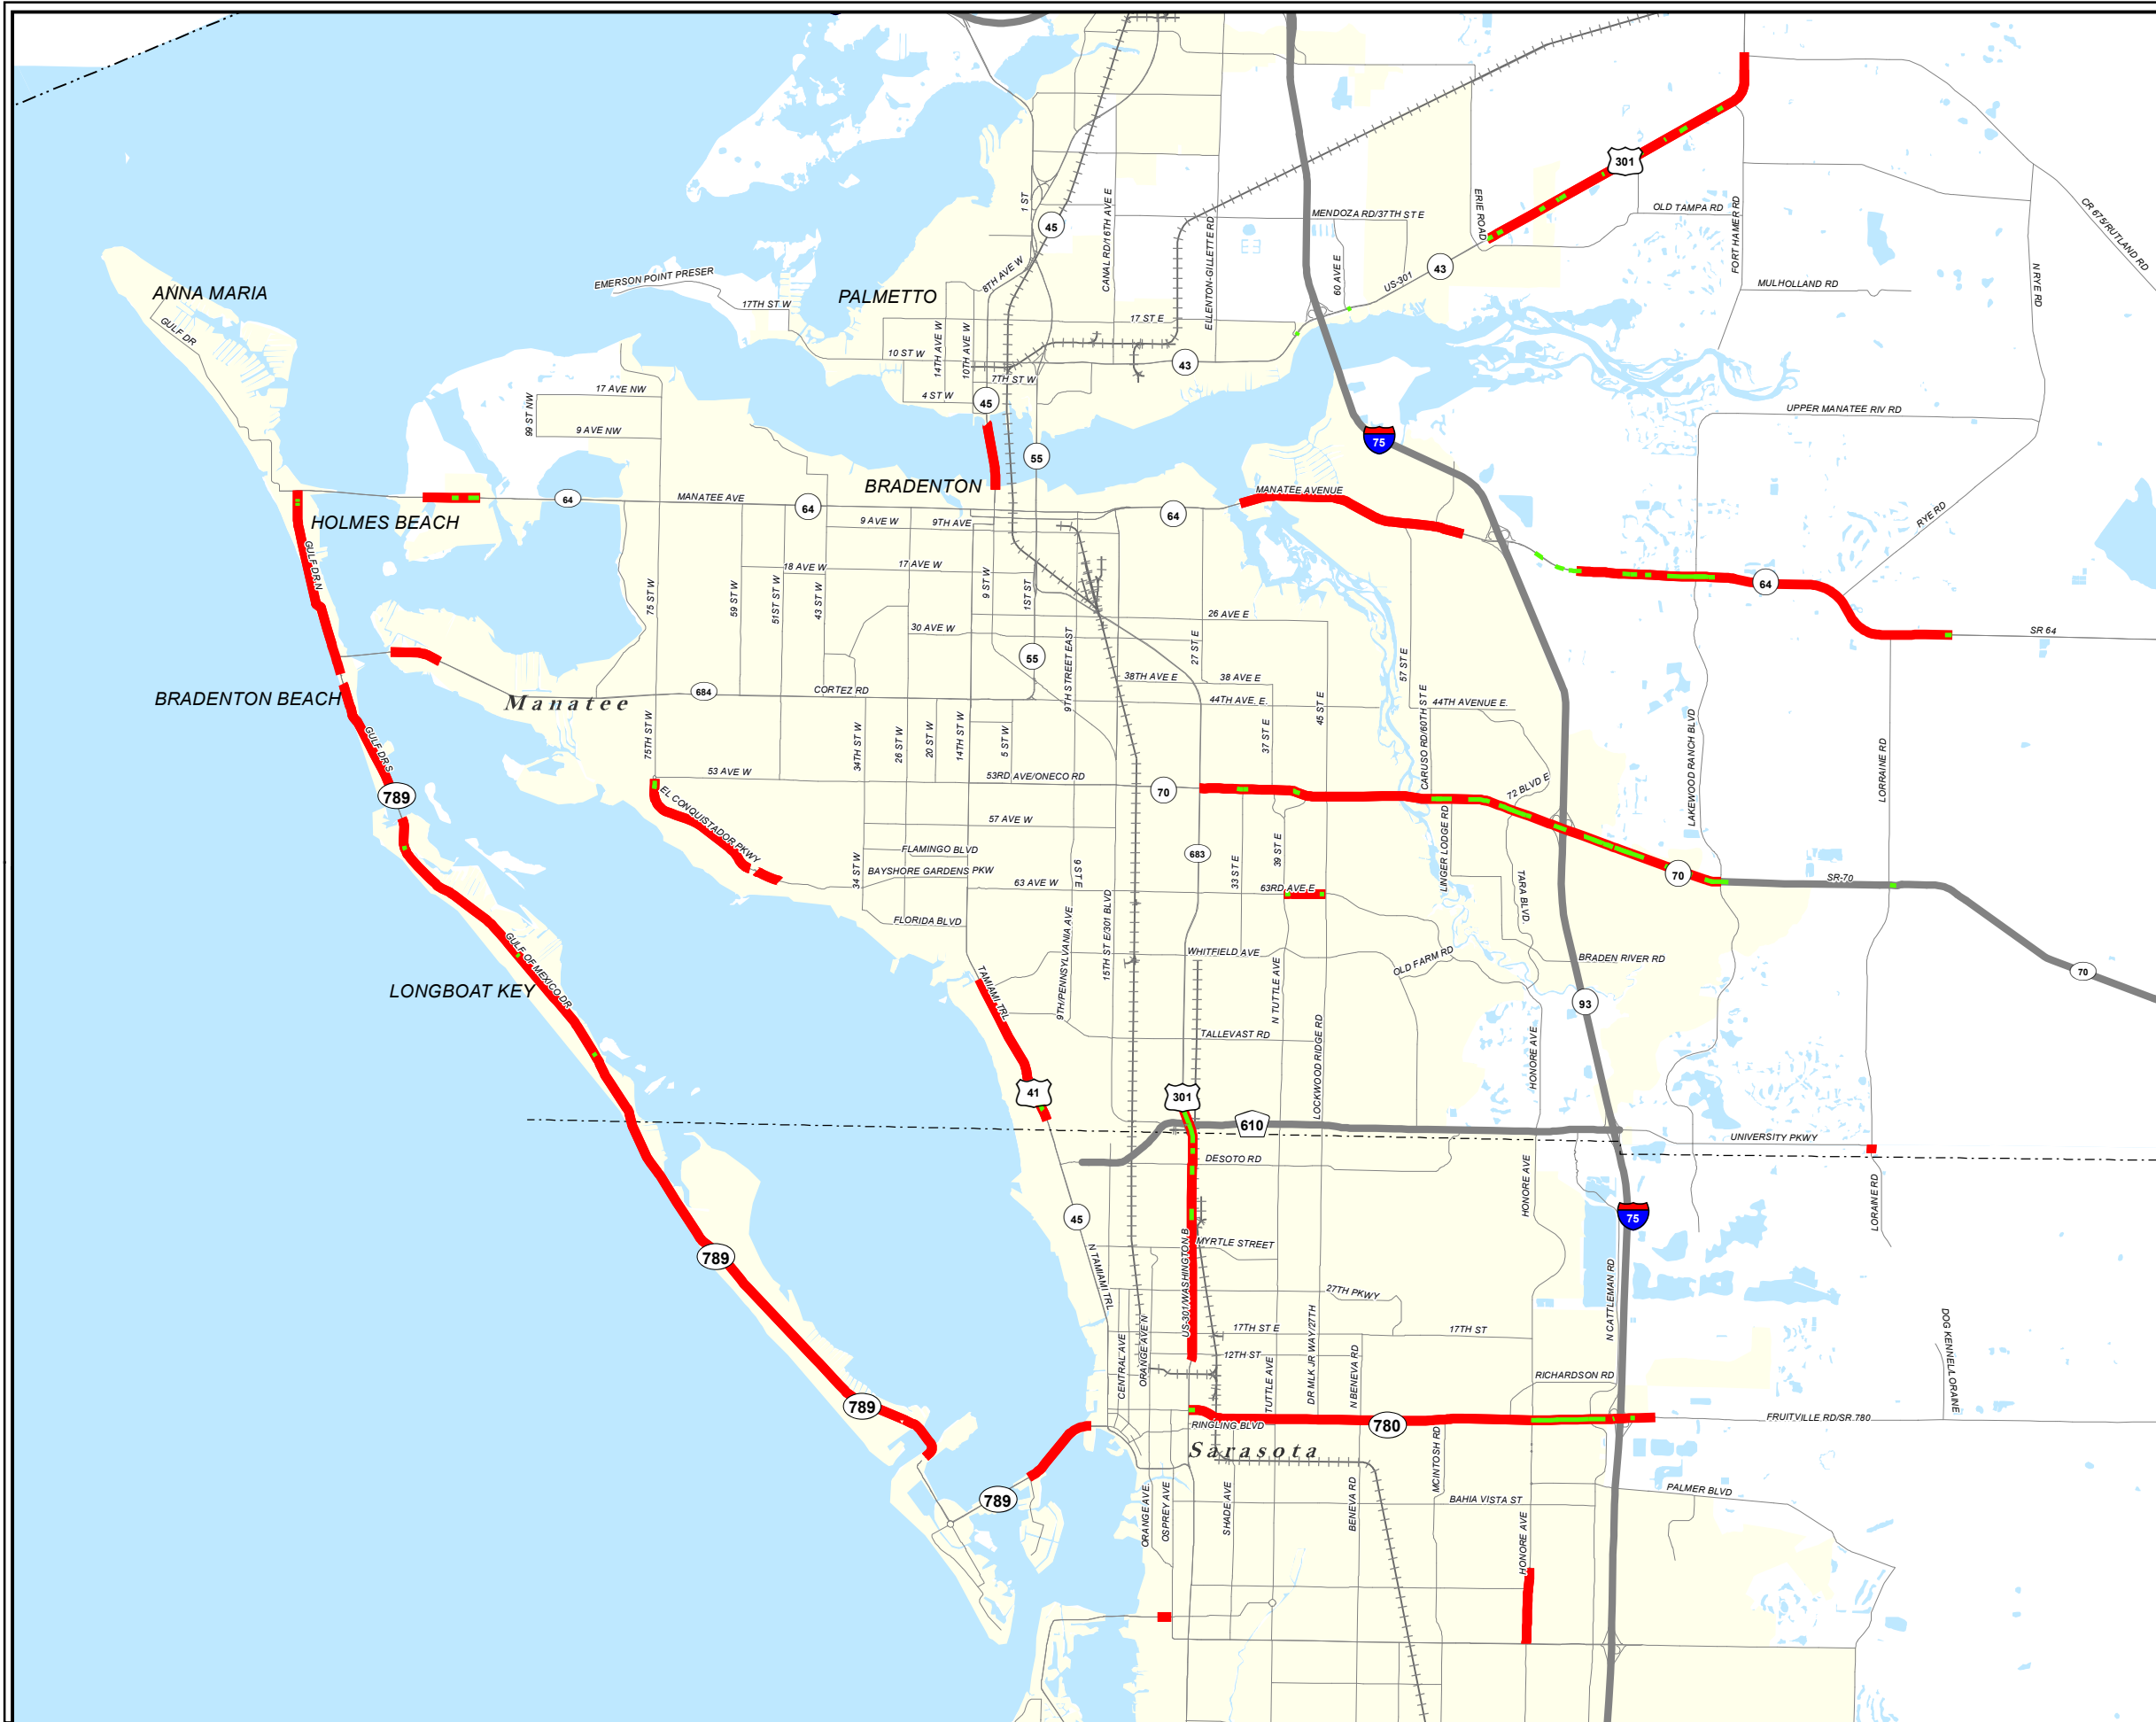 301
ERIE ROAD
OLD TAMPA RD
FORT HAMER RD
CR 675/RUTLAND RD
N RYE RD
MENDOZA RD/37TH ST E
1 ST
45
CANAL RD/16TH AVE E
ELLENTON-GILLETTE RD
60 AVE E
US-301
43
MULHOLLAND RD
ANNA MARIA
GULF DR
EMERSON POINT PRESER
17TH ST W
PALMETTO
8TH AVE W
17 ST E
14TH AVE W
10TH AVE W
10 ST W
43
7TH ST W
4 ST W
45
17 AVE NW
99 ST NW
9 AVE NW
UPPER MANATEE RIV RD
75
55
BRADENTON
MANATEE AVENUE
64
MANATEE AVE
64
64
HOLMES BEACH
9 AVE W
9TH AVE
RYE RD
GULF DR N
18 AVE W
17 AVE W
75 ST W
59 ST W
51ST ST W
43 ST W
9 ST W
1ST ST
64
26 AVE E
30 AVE W
9TH STREET EAST
27 ST E
SR 64
55
57 ST E
38TH AVE E
38 AVE E
BRADENTON BEACH
Manatee
684
CORTEZ RD
44TH AVE. E.
44TH AVENUE E.
45 ST E
CARUSO RD/60TH ST E
LAKEWOOD RANCH BLVD
LORRAINE RD
GULF DR S
75TH ST W
34TH ST W
26 ST W
20 ST W
14TH ST W
5 ST W
37 ST E
53 AVE W
53RD AVE/ONECO RD
70
72 BLVD E
789
EL CONQUISTADOR PKWY
57 AVE W
LINGER LODGE RD
FLAMINGO BLVD
683
33 ST E
39 ST E
34 ST W
BAYSHORE GARDENS PKW
63 AVE W
9 ST E
63RD AVE E
TARA BLVD.
70
SR-70
FLORIDA BLVD
9TH/PENNSYLVANIA AVE
15TH ST E/301 BLVD
WHITFIELD AVE
OLD FARM RD
BRADEN RIVER RD
70
LONGBOAT KEY
GULF OF MEXICO DR
TAMIAMI TRL
N TUTTLE AVE
93
TALLEVAST RD
LOCKWOOD RIDGE RD
HONORE AVE
41
301
610
UNIVERSITY PKWY
DESOTO RD
HONORE AVE
LORAINE RD
45
75
789
N TAMIAMI TRL
US-301/WASHINGTON B
MYRTLE STREET
27TH PKWY
N CATTLEMAN RD
DOG KENNEL/LORAINE
CENTRAL AVE
ORANGE AVE N
17TH ST E
17TH ST
12TH ST
TUTTLE AVE
DR MLK JR WAY/27TH
N BENEVA RD
RICHARDSON RD
789
RINGLING BLVD
780
FRUITVILLE RD/SR 780
Sarasota
MCINTOSH RD
789
ORANGE AVE.
OSPREY AVE
SHADE AVE
BENEVA RD
BAHIA VISTA ST
PALMER BLVD
HONORE AVE